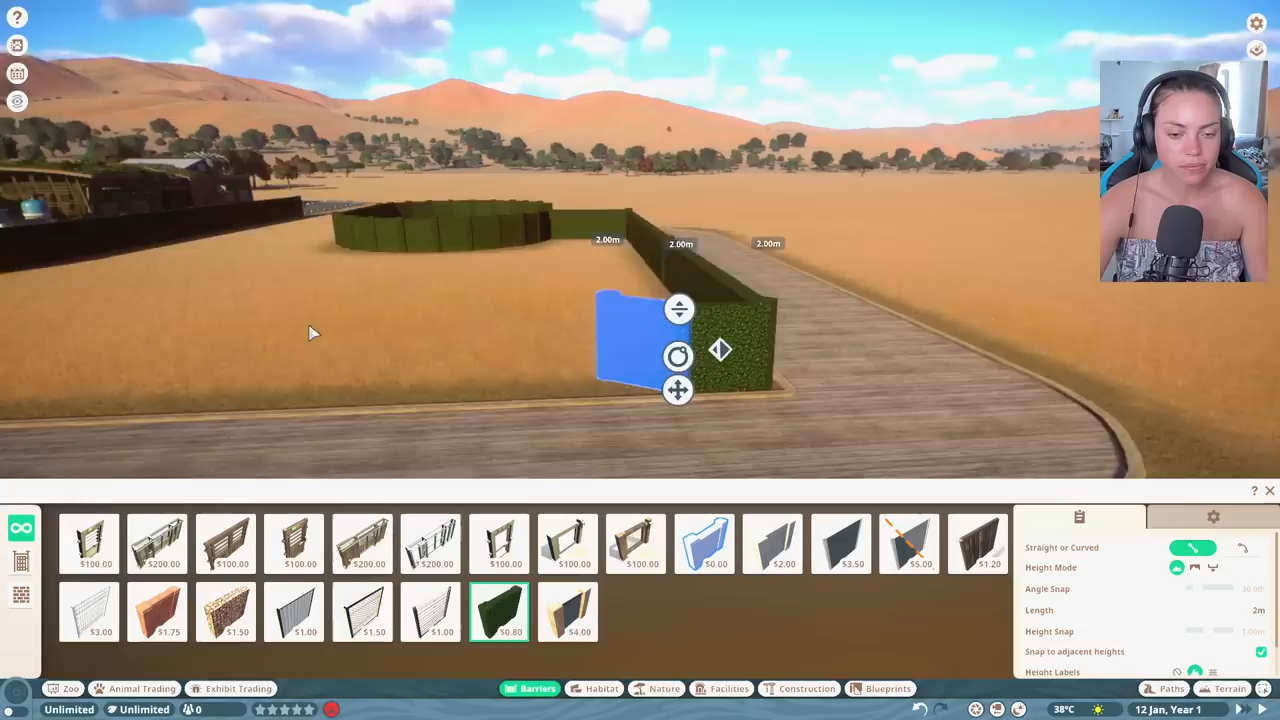 ?
2.00m 2.00m 2.00m
?
$100.00 $200.00 $100.00 $100.00 $200.00 $200.00 $100.00 $100.00 $100.00 $0.00 $2.00 $3.50 $5.00 $1.20
$3.00 $1.75 $1.50 $1.00 $1.50 $1.00 $0.80 $4.00
Straight or Curved
Height Mode
Angle Snap
Length 2m
Height Snap 1.00m
Snap to adjacent heights
Height Labels
Zoo Animal Trading Exhibit Trading Barriers Habitat Nature Facilities Construction Blueprints Paths Terrain
Unlimited Unlimited 0 38°C 12 Jan, Year 1